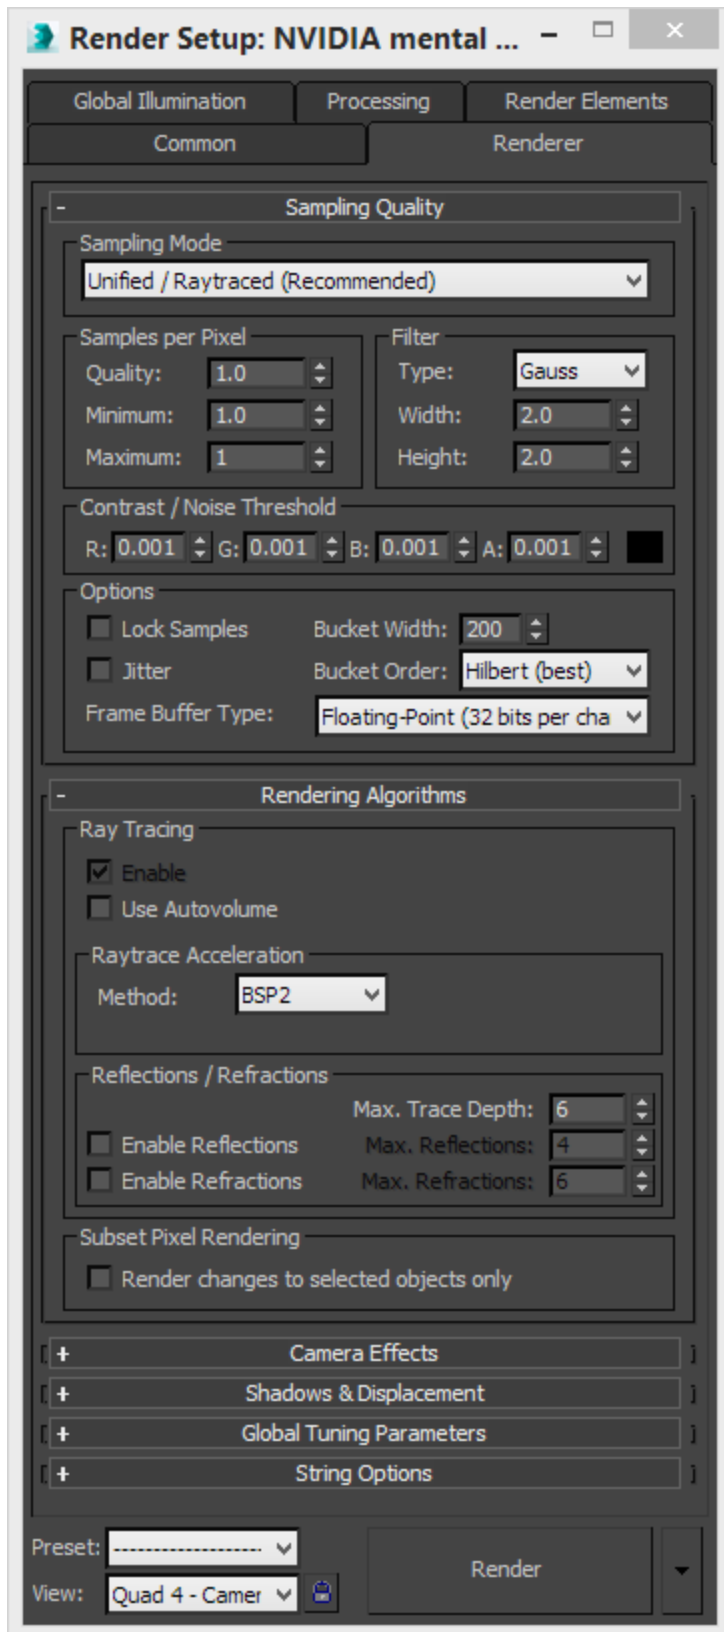 Render Setup: NVIDIA mental ...
Global Illumination Processing Render Elements
Common Renderer
- Sampling Quality
Sampling Mode
Unified / Raytraced (Recommended)
Samples per Pixel Filter
Quality: 1.0 Type: Gauss
Minimum: 1.0 Width: 2.0
Maximum: 1 Height: 2.0
Contrast / Noise Threshold
R: 0.001 G: 0.001 B: 0.001 A: 0.001
Options
Lock Samples Bucket Width: 200
Jitter Bucket Order: Hilbert (best)
Frame Buffer Type: Floating-Point (32 bits per cha
- Rendering Algorithms
Ray Tracing
Enable
Use Autovolume
Raytrace Acceleration
Method: BSP2
Reflections / Refractions
Max. Trace Depth: 6
Enable Reflections Max. Reflections: 4
Enable Refractions Max. Refractions: 6
Subset Pixel Rendering
Render changes to selected objects only
+ Camera Effects
+ Shadows & Displacement
+ Global Tuning Parameters
+ String Options
Preset: -------------------- Render
View: Quad 4 - Camer